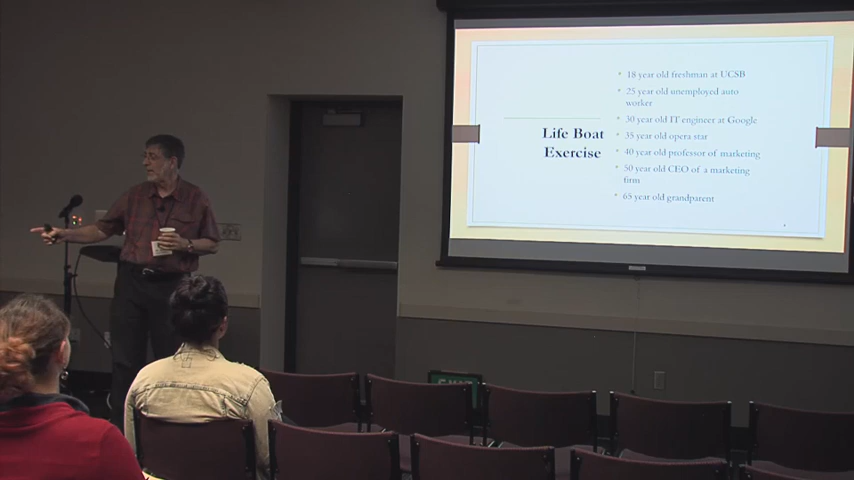 Life Boat
Exercise
18 year old freshman at UCSB
25 year old unemployed auto
worker
30 year old IT engineer at Google
35 year old opera star
40 year old professor of marketing
50 year old CEO of a marketing
firm
65 year old grandparent